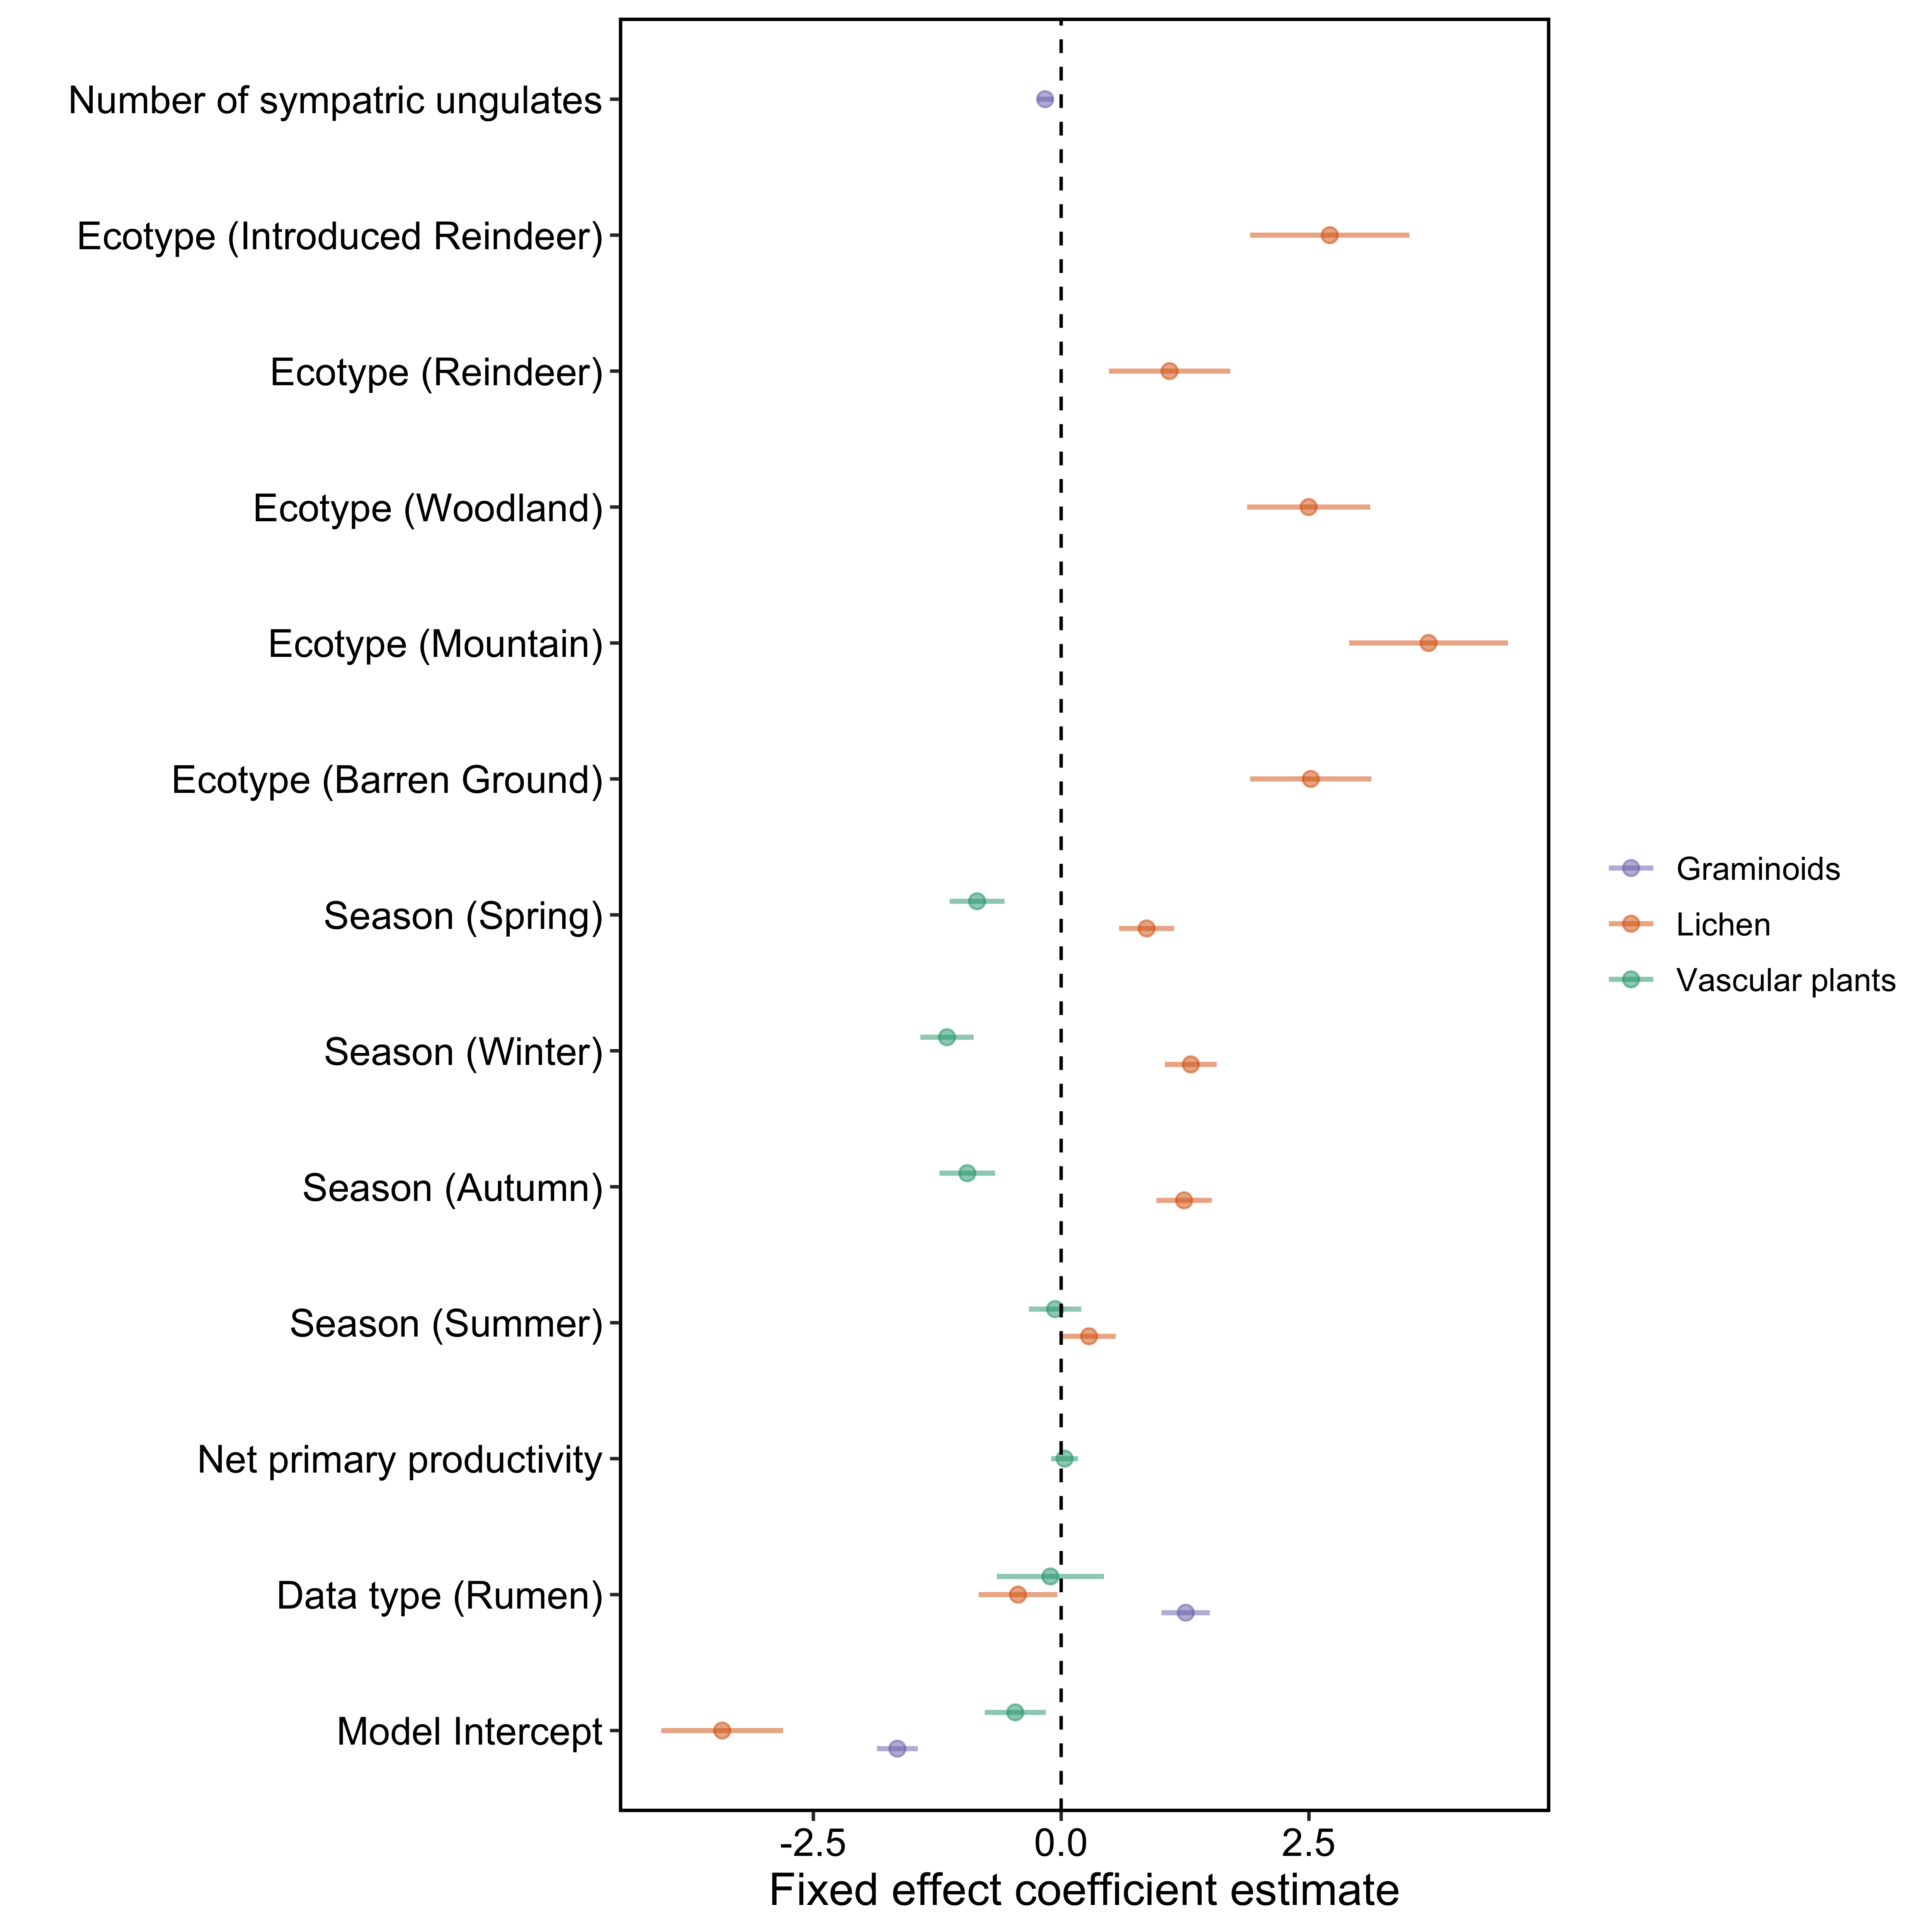 Number of sympatric ungulates
Ecotype (Introduced Reindeer)
Ecotype (Reindeer)
Ecotype (Woodland)
Ecotype (Mountain)
Ecotype (Barren Ground)
Season (Spring)
Season (Winter)
Season (Autumn)
Season (Summer)
Net primary productivity
Data type (Rumen)
Model Intercept
-2.5 0.0 2.5
Fixed effect coefficient estimate
Graminoids
Lichen
Vascular plants